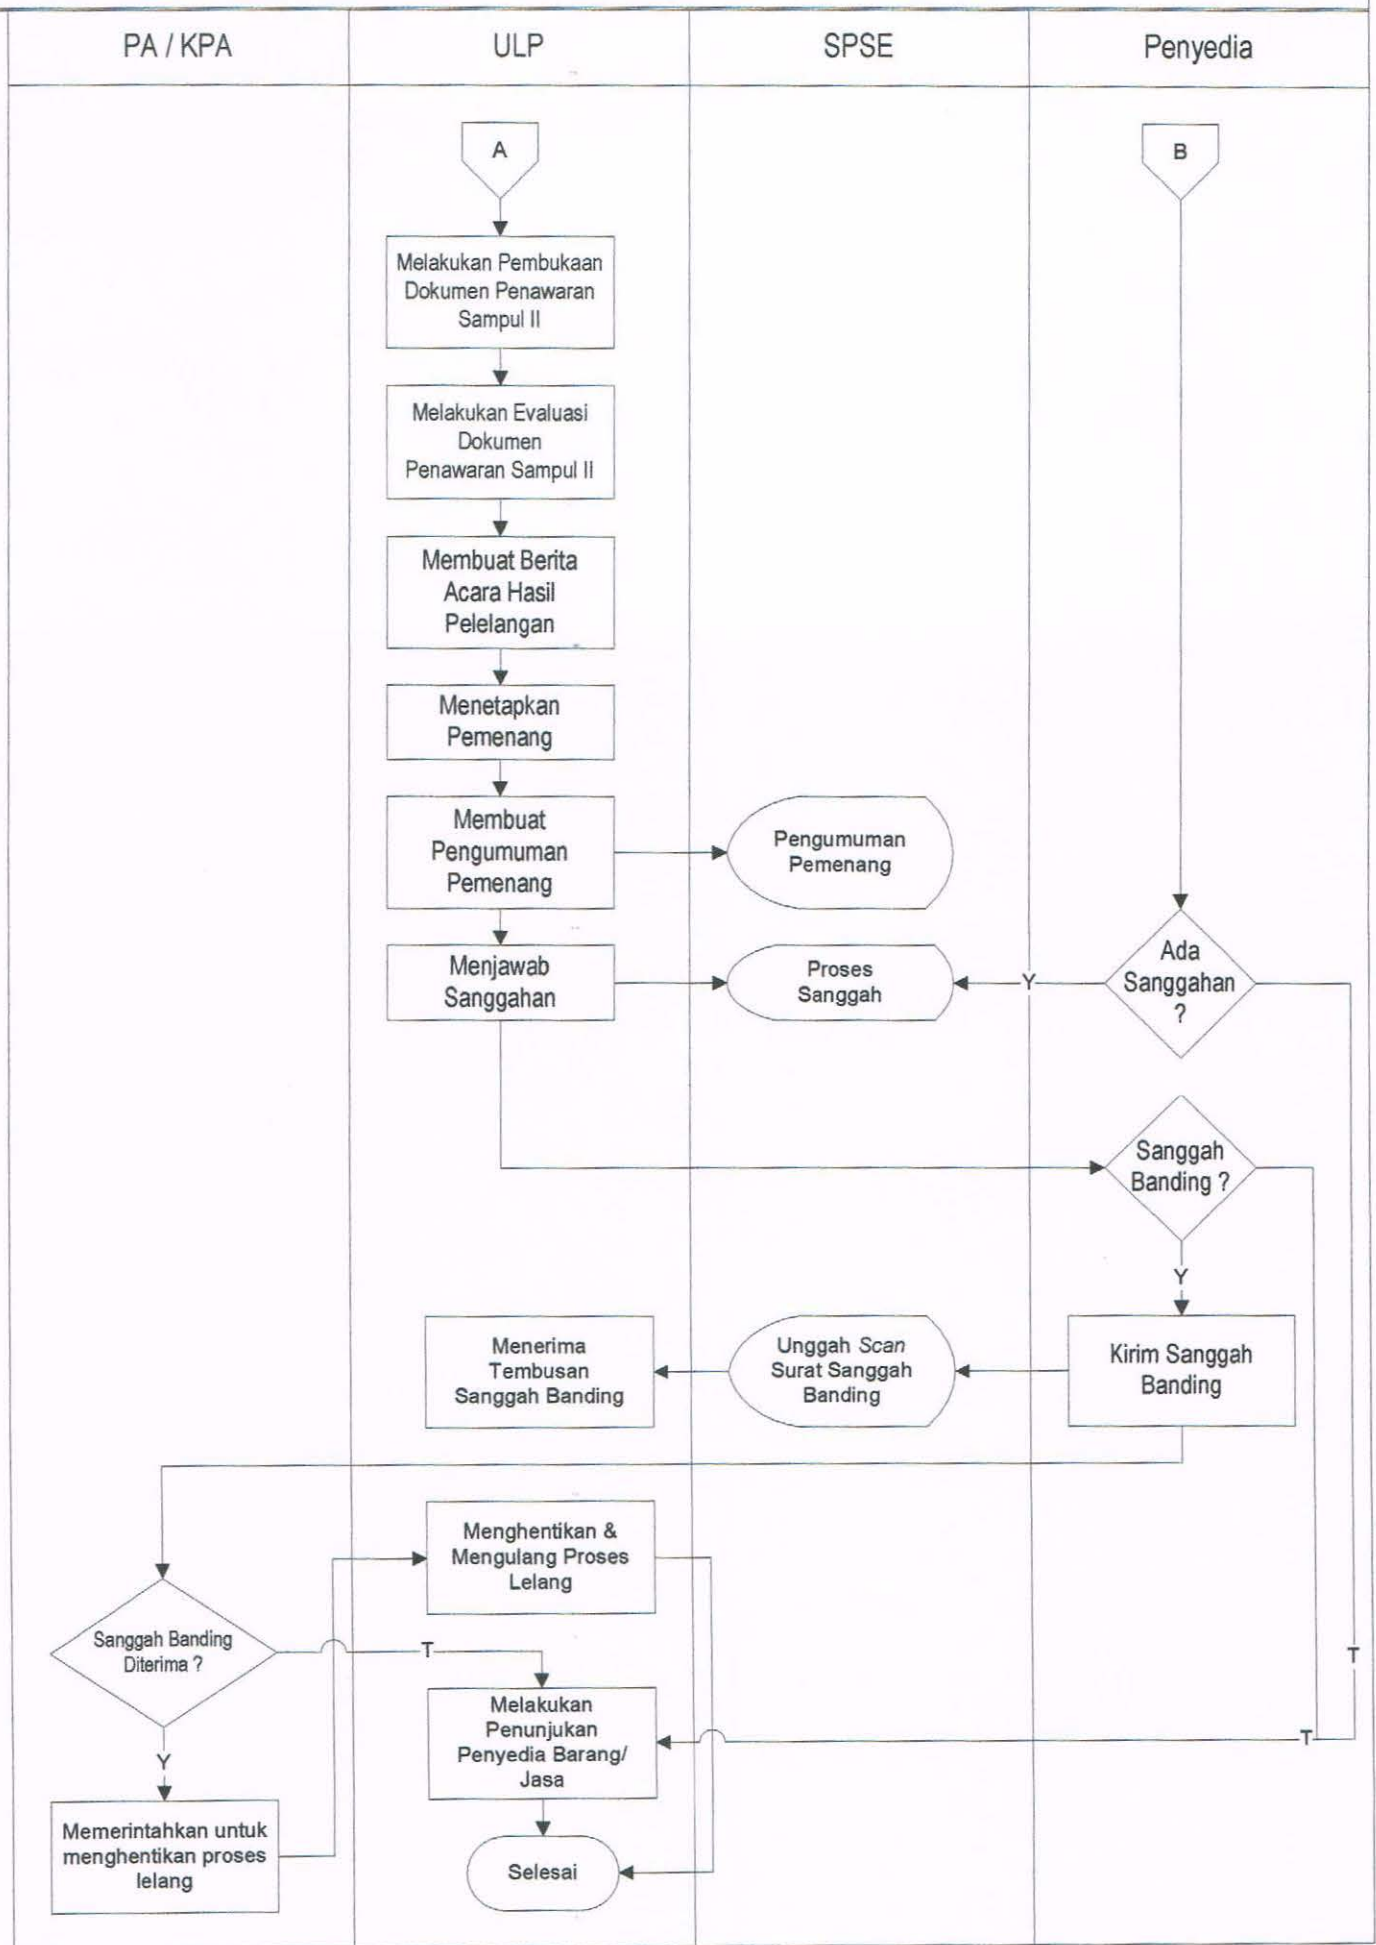 PA / KPA
ULP
SPSE
Penyedia
A
B
Melakukan Pembukaan
Dokumen Penawaran
Sampul II
Melakukan Evaluasi
Dokumen
Penawaran Sampul II
Membuat Berita
Acara Hasil
Pelelangan
Menetapkan
Pemenang
Membuat
Pengumuman
Pemenang
Pengumuman
Pemenang
Menjawab
Sanggahan
Proses
Sanggah
Y
Ada
Sanggahan
?
Sanggah
Banding ?
Y
Menerima
Tembusan
Sanggah Banding
Unggah Scan
Surat Sanggah
Banding
Kirim Sanggah
Banding
Menghentikan &
Mengulang Proses
Lelang
Sanggah Banding
Diterima ?
T
T
Melakukan
Penunjukan
Penyedia Barang/
Jasa
T
Y
Memerintahkan untuk
menghentikan proses
lelang
Selesai